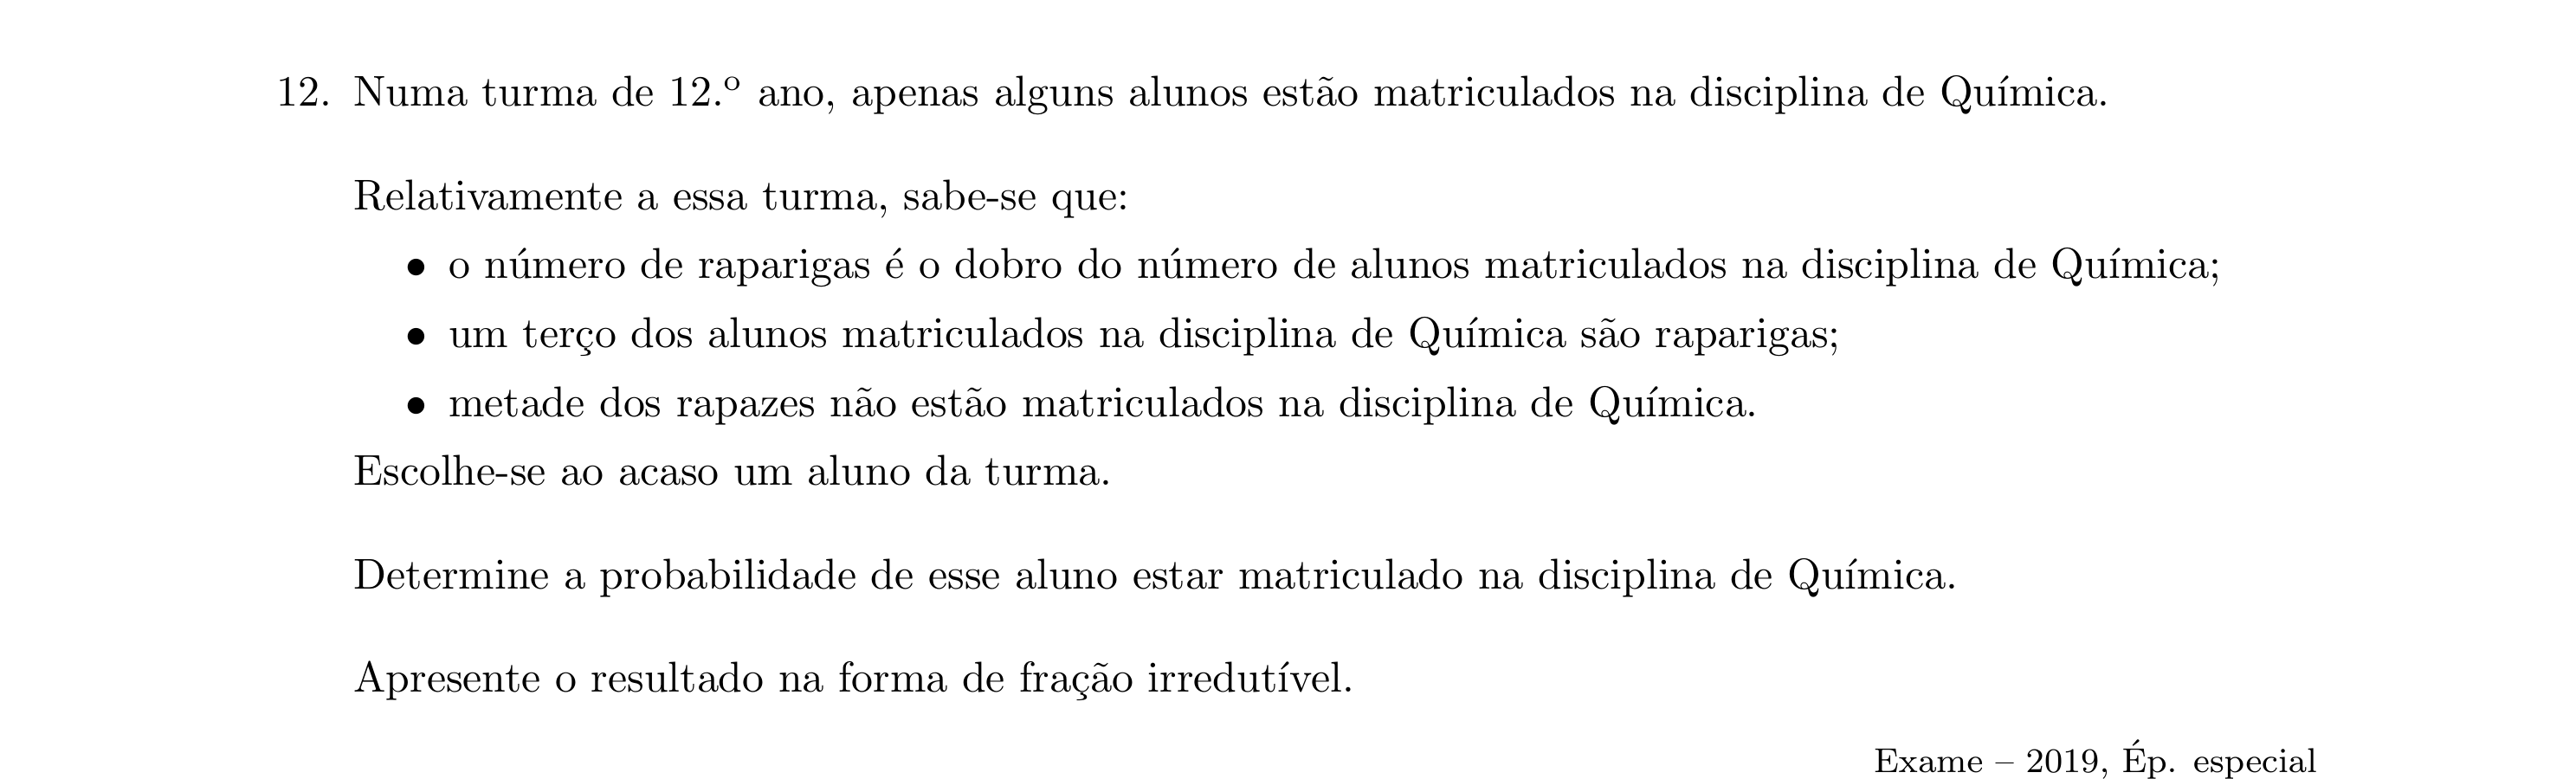 12. Numa turma de 12.º ano, apenas alguns alunos estão matriculados na disciplina de Química.
Relativamente a essa turma, sabe-se que:
• o número de raparigas é o dobro do número de alunos matriculados na disciplina de Química;
• um terço dos alunos matriculados na disciplina de Química são raparigas;
• metade dos rapazes não estão matriculados na disciplina de Química.
Escolhe-se ao acaso um aluno da turma.
Determine a probabilidade de esse aluno estar matriculado na disciplina de Química.
Apresente o resultado na forma de fração irredutível.
Exame – 2019, Ép. especial